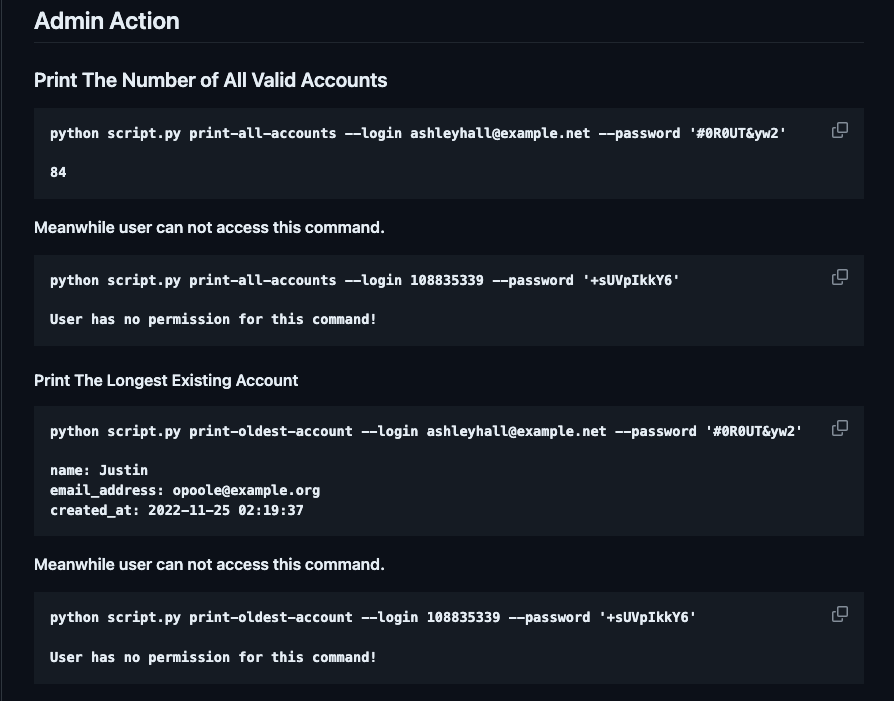 Admin Action
Print The Number of All Valid Accounts
python script.py print-all-accounts --login ashleyhall@example.net --password '#0R0UT&yw2'
84
Meanwhile user can not access this command.
python script.py print-all-accounts --login 108835339 --password '+sUVpIkkY6'
User has no permission for this command!
Print The Longest Existing Account
python script.py print-oldest-account --login ashleyhall@example.net --password '#0R0UT&yw2'
name: Justin
email_address: opoole@example.org
created_at: 2022-11-25 02:19:37
Meanwhile user can not access this command.
python script.py print-oldest-account --login 108835339 --password '+sUVpIkkY6'
User has no permission for this command!